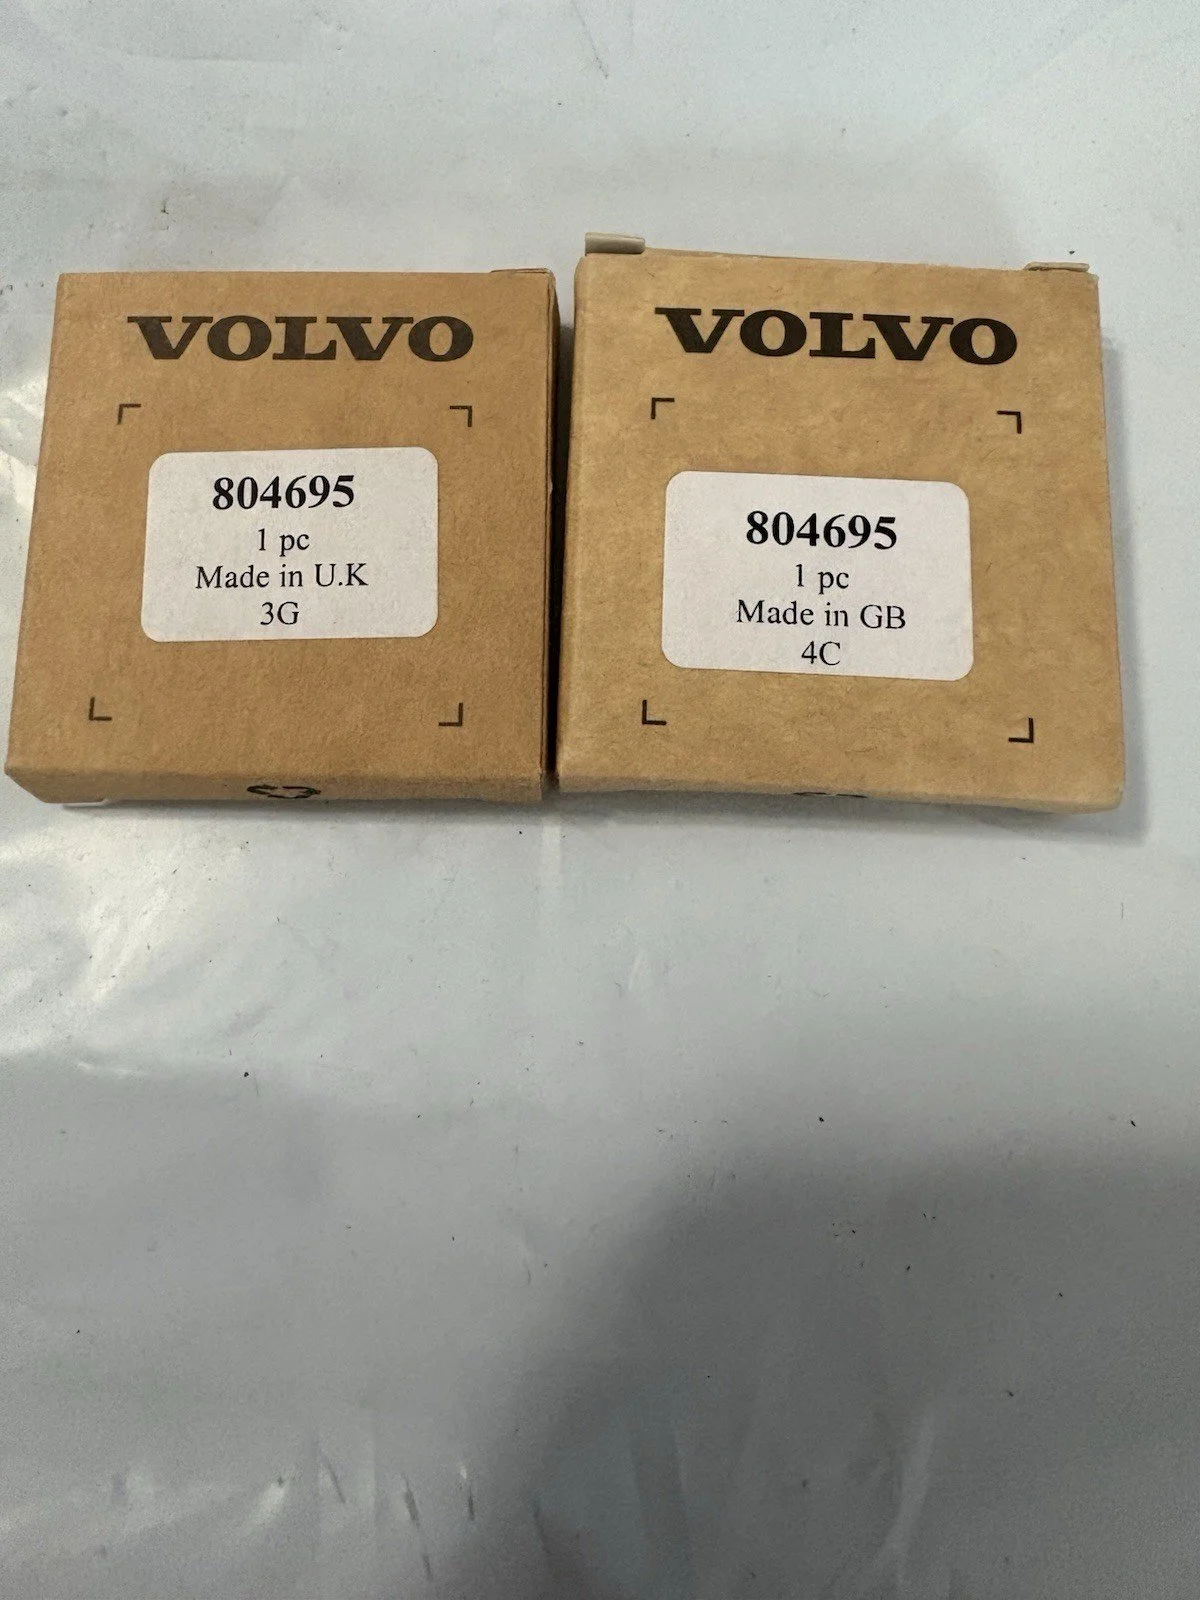 VOLVO
804695
1 pc
Made in U.K
3G
VOLVO
804695
1 pc
Made in GB
4C